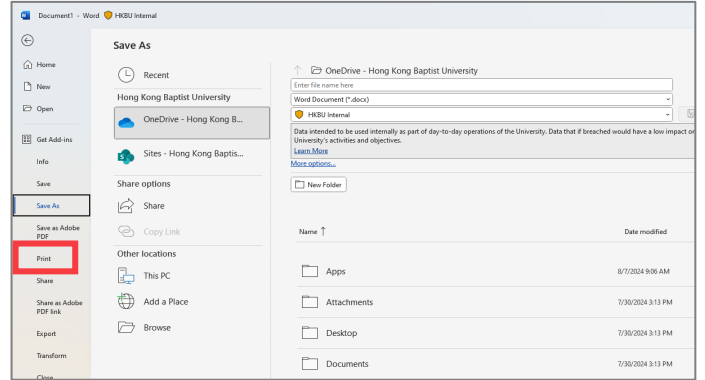 Document1 - Word HKBU Internal
Home
New
Open
Get Add-ins
Info
Save
Save As
Save as Adobe
PDF
Print
Share
Share as Adobe
PDF link
Export
Transform
Close
Save As
Recent
Hong Kong Baptist University
OneDrive - Hong Kong B...
Sites - Hong Kong Baptis...
Share options
Share
Copy Link
Other locations
This PC
Add a Place
Browse
↑ OneDrive - Hong Kong Baptist University
Enter file name here
Word Document (*.docx)
HKBU Internal
Data intended to be used internally as part of day-to-day operations of the University. Data that if breached would have a low impact on
University's activities and objectives.
Learn More
More options...
New Folder
Name ↑ Date modified
Apps 8/7/2024 9:06 AM
Attachments 7/30/2024 3:13 PM
Desktop 7/30/2024 3:13 PM
Documents 7/30/2024 3:13 PM